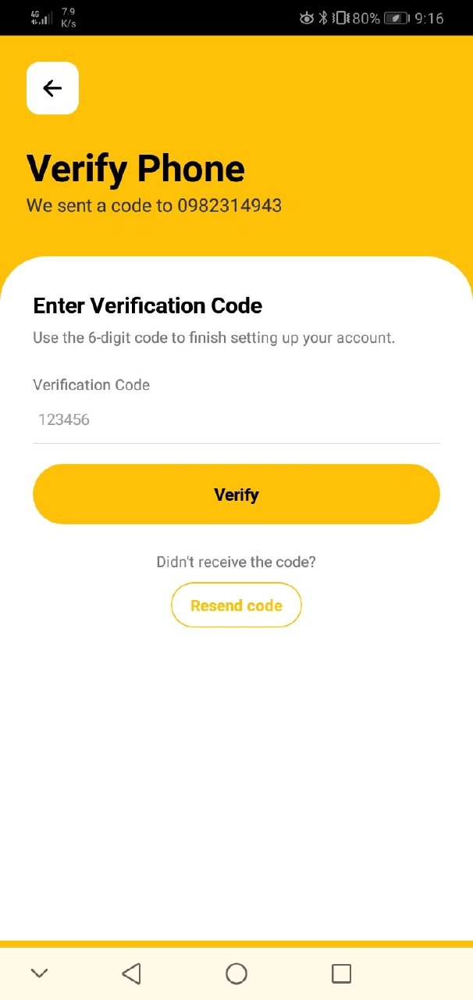 4G
7.9
K/s
80%
9:16
Verify Phone
We sent a code to 0982314943
Enter Verification Code
Use the 6-digit code to finish setting up your account.
Verification Code
123456
Verify
Didn't receive the code?
Resend code